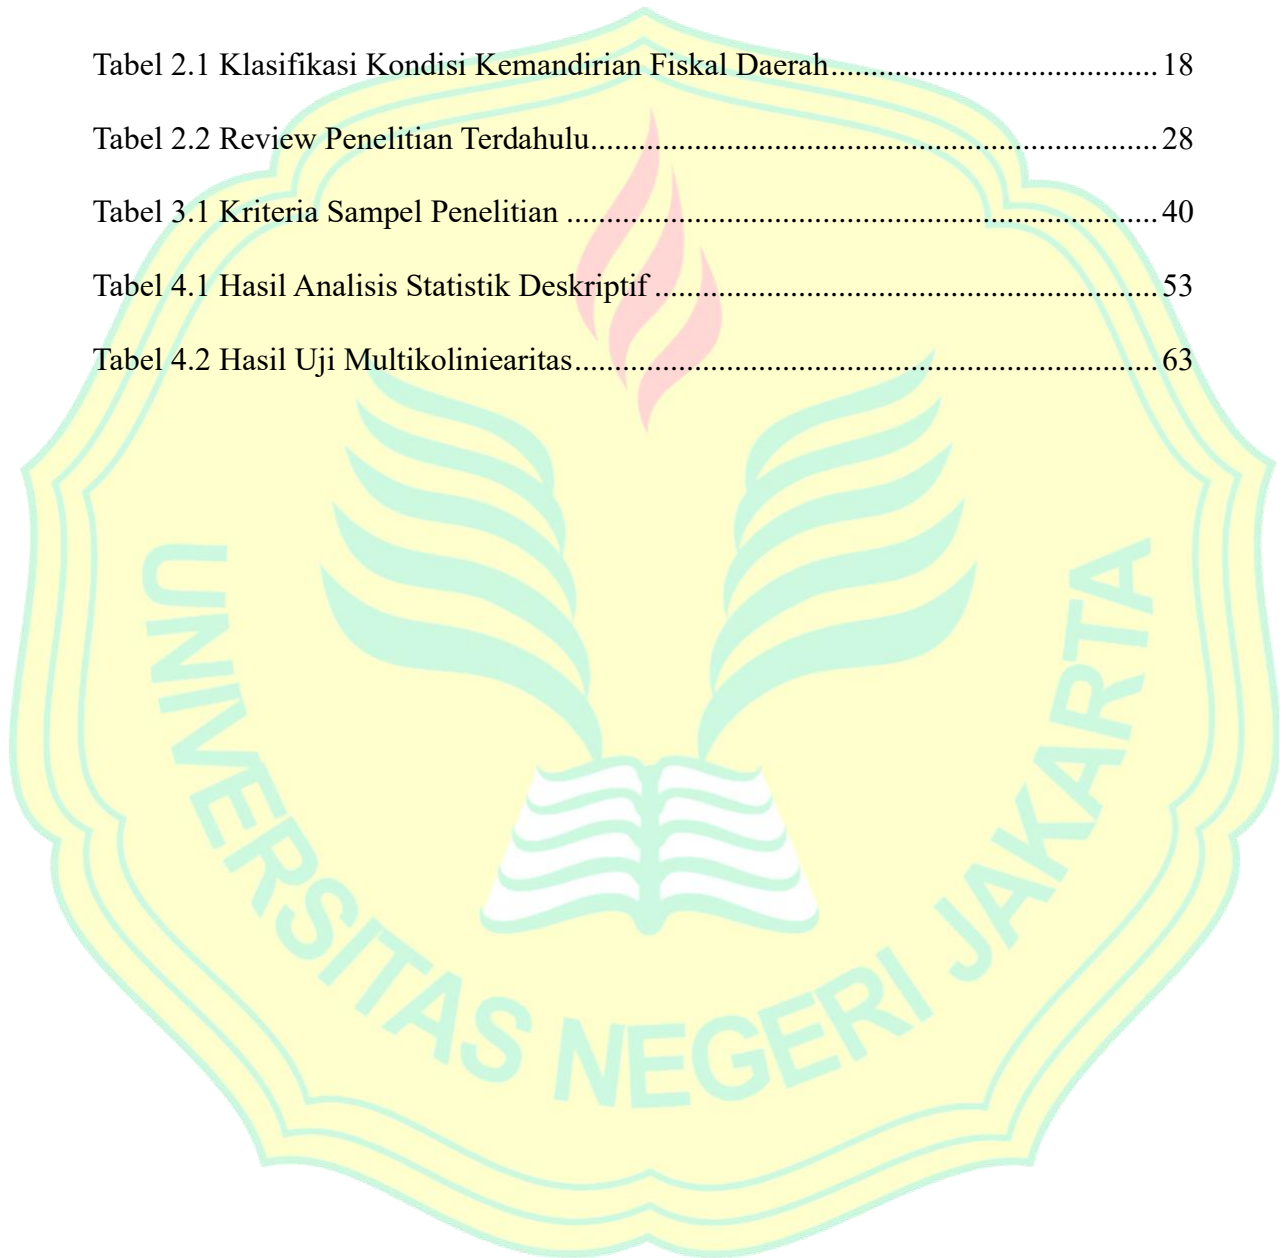 Tabel 2.1 Klasifikasi Kondisi Kemandirian Fiskal Daerah.......................................... 18
Tabel 2.2 Review Penelitian Terdahulu......................................................................... 28
Tabel 3.1 Kriteria Sampel Penelitian ............................................................................ 40
Tabel 4.1 Hasil Analisis Statistik Deskriptif ................................................................. 53
Tabel 4.2 Hasil Uji Multikoliniearitas........................................................................... 63
UNIVERSITAS NEGERI JAKARTA